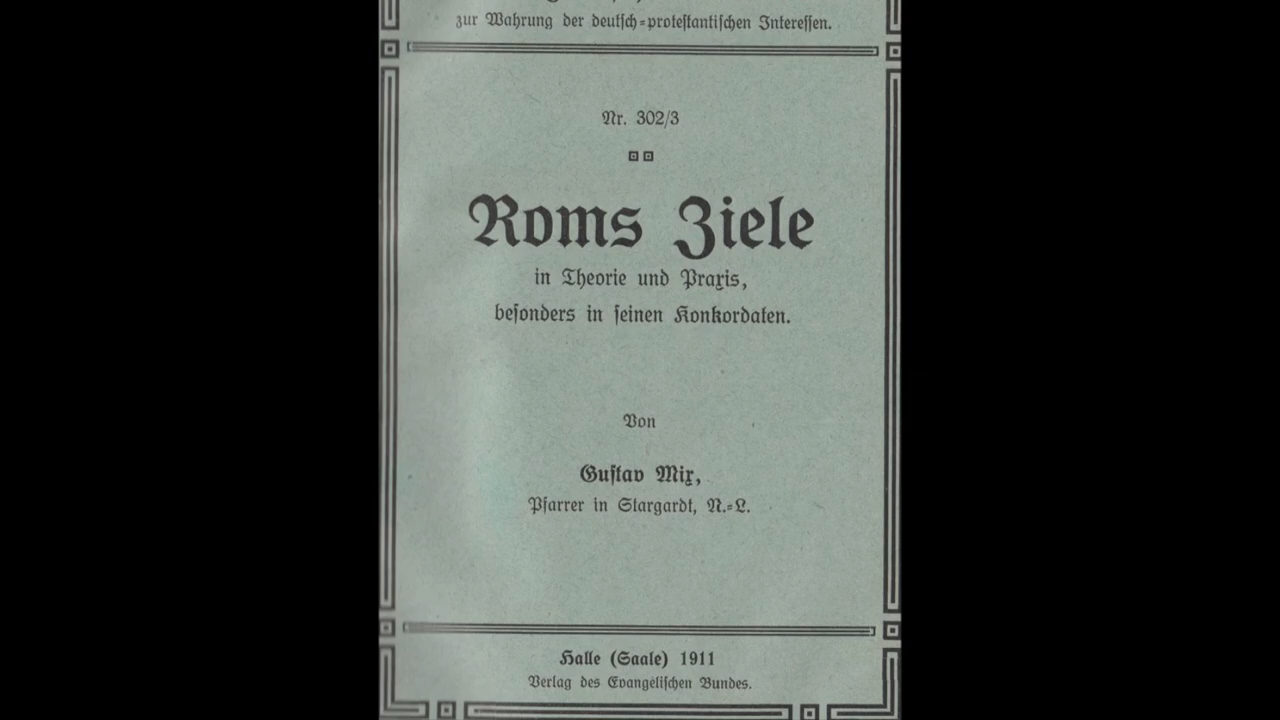 zur Wahrung der deutsch-protestantischen Interessen.
Nr. 302/3
Roms Ziele
in Theorie und Praxis,
besonders in seinen Konkordaten.
Von
Gustav Mix,
Pfarrer in Stargardt, N.-L.
Halle (Saale) 1911
Verlag des Evangelischen Bundes.